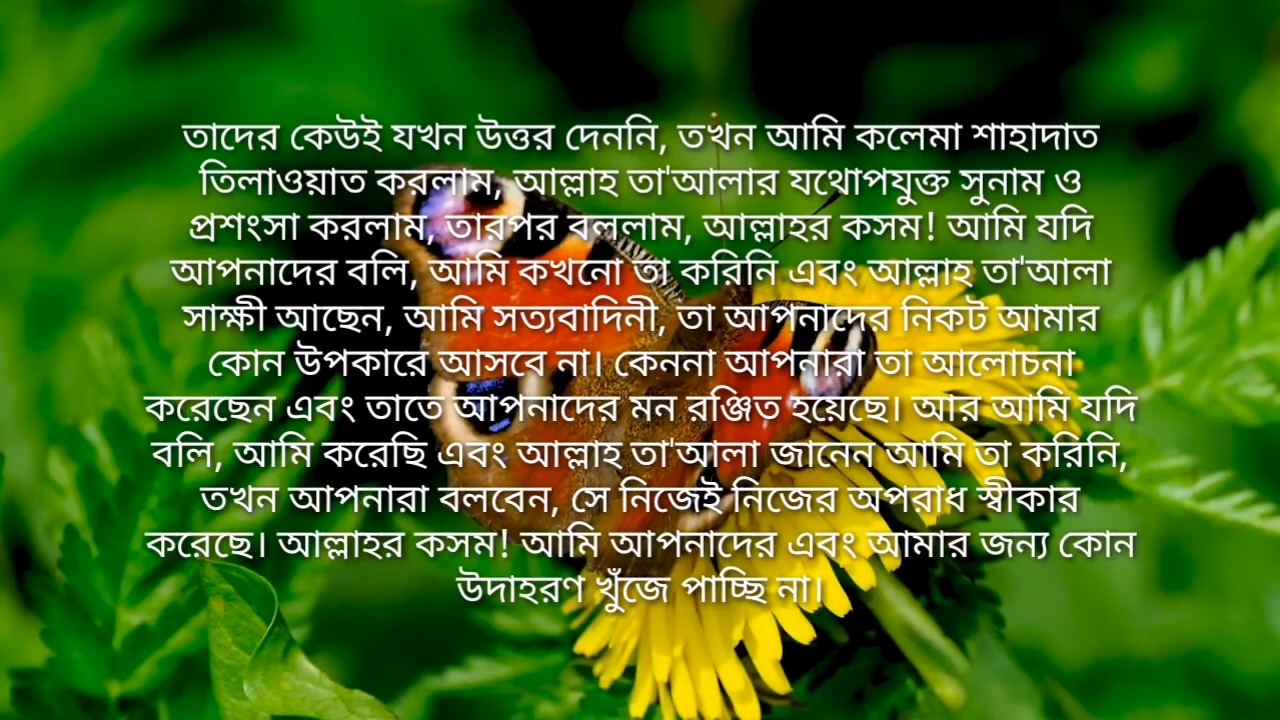 তাদের কেউই যখন উত্তর দেননি, তখন আমি কলেমা শাহাদাত
তিলাওয়াত করলাম, আল্লাহ তা'আলার যথোপযুক্ত সুনাম ও
প্রশংসা করলাম, তারপর বললাম, আল্লাহর কসম! আমি যদি
আপনাদের বলি, আমি কখনো তা করিনি এবং আল্লাহ তা'আলা
সাক্ষী আছেন, আমি সত্যবাদিনী, তা আপনাদের নিকট আমার
কোন উপকারে আসবে না। কেননা আপনারা তা আলোচনা
করেছেন এবং তাতে আপনাদের মন রঞ্জিত হয়েছে। আর আমি যদি
বলি, আমি করেছি এবং আল্লাহ তা'আলা জানেন আমি তা করিনি,
তখন আপনারা বলবেন, সে নিজেই নিজের অপরাধ স্বীকার
করেছে। আল্লাহর কসম! আমি আপনাদের এবং আমার জন্য কোন
উদাহরণ খুঁজে পাচ্ছি না।